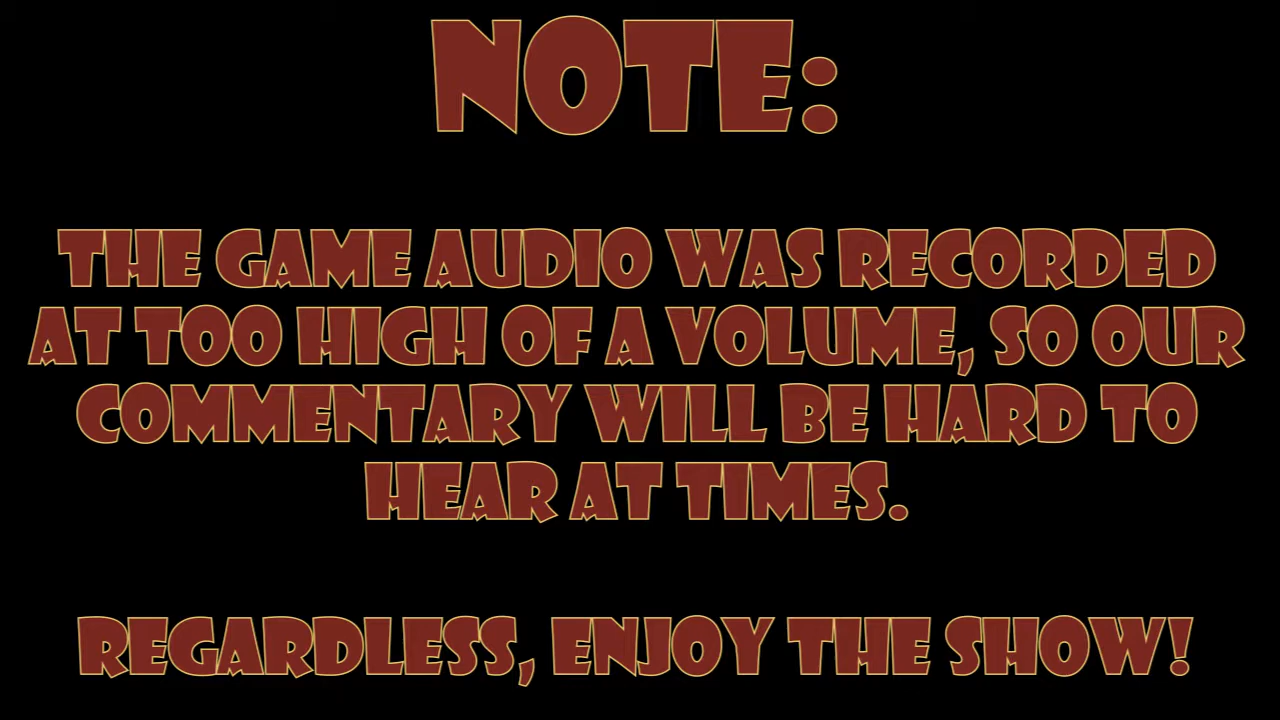 NOTE:
THE GAME AUDIO WAS RECORDED
AT TOO HIGH OF A VOLUME, SO OUR
COMMENTARY WILL BE HARD TO
HEAR AT TIMES.
REGARDLESS, ENJOY THE SHOW!